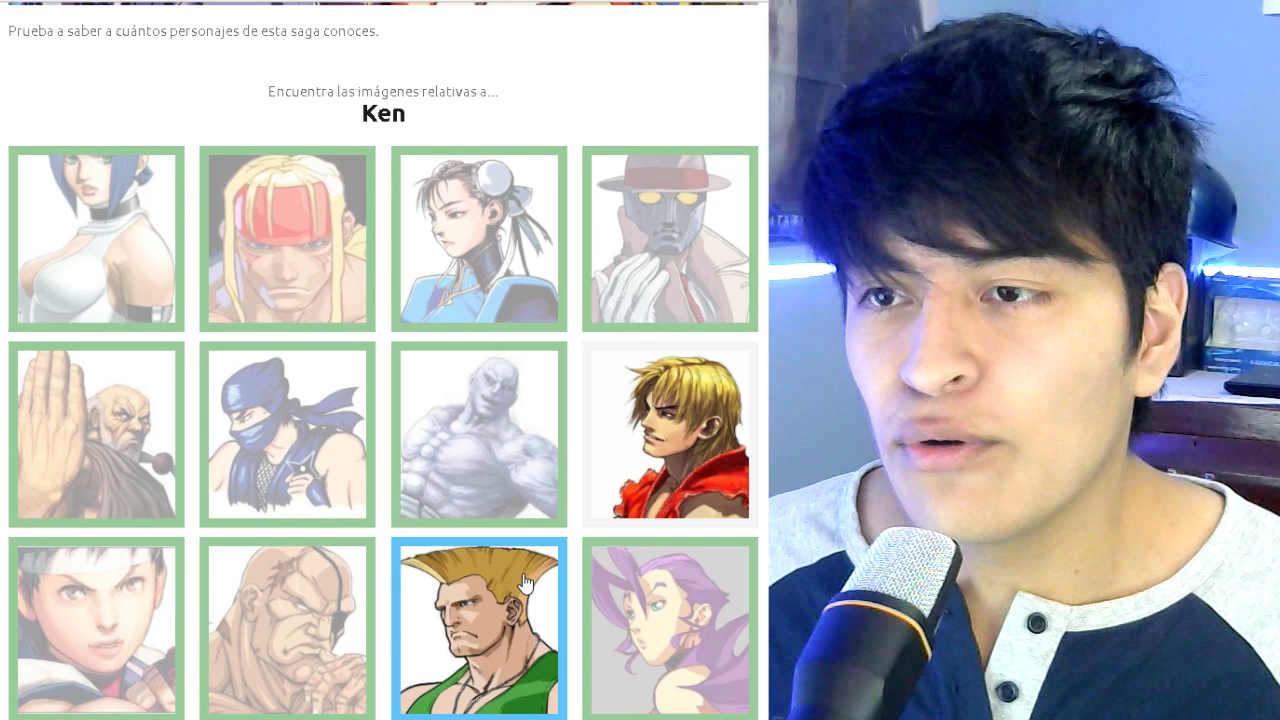 Prueba a saber a cuántos personajes de esta saga conoces.
Encuentra las imágenes relativas a...
Ken